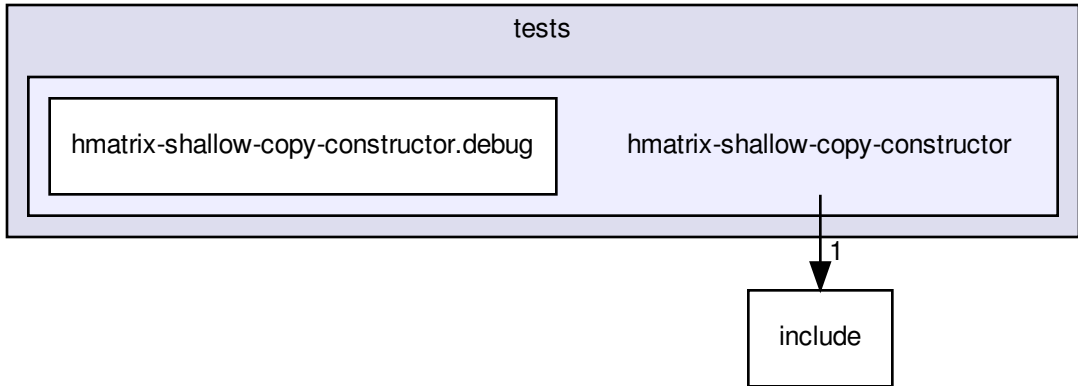 tests
hmatrix-shallow-copy-constructor.debug
hmatrix-shallow-copy-constructor
1
include